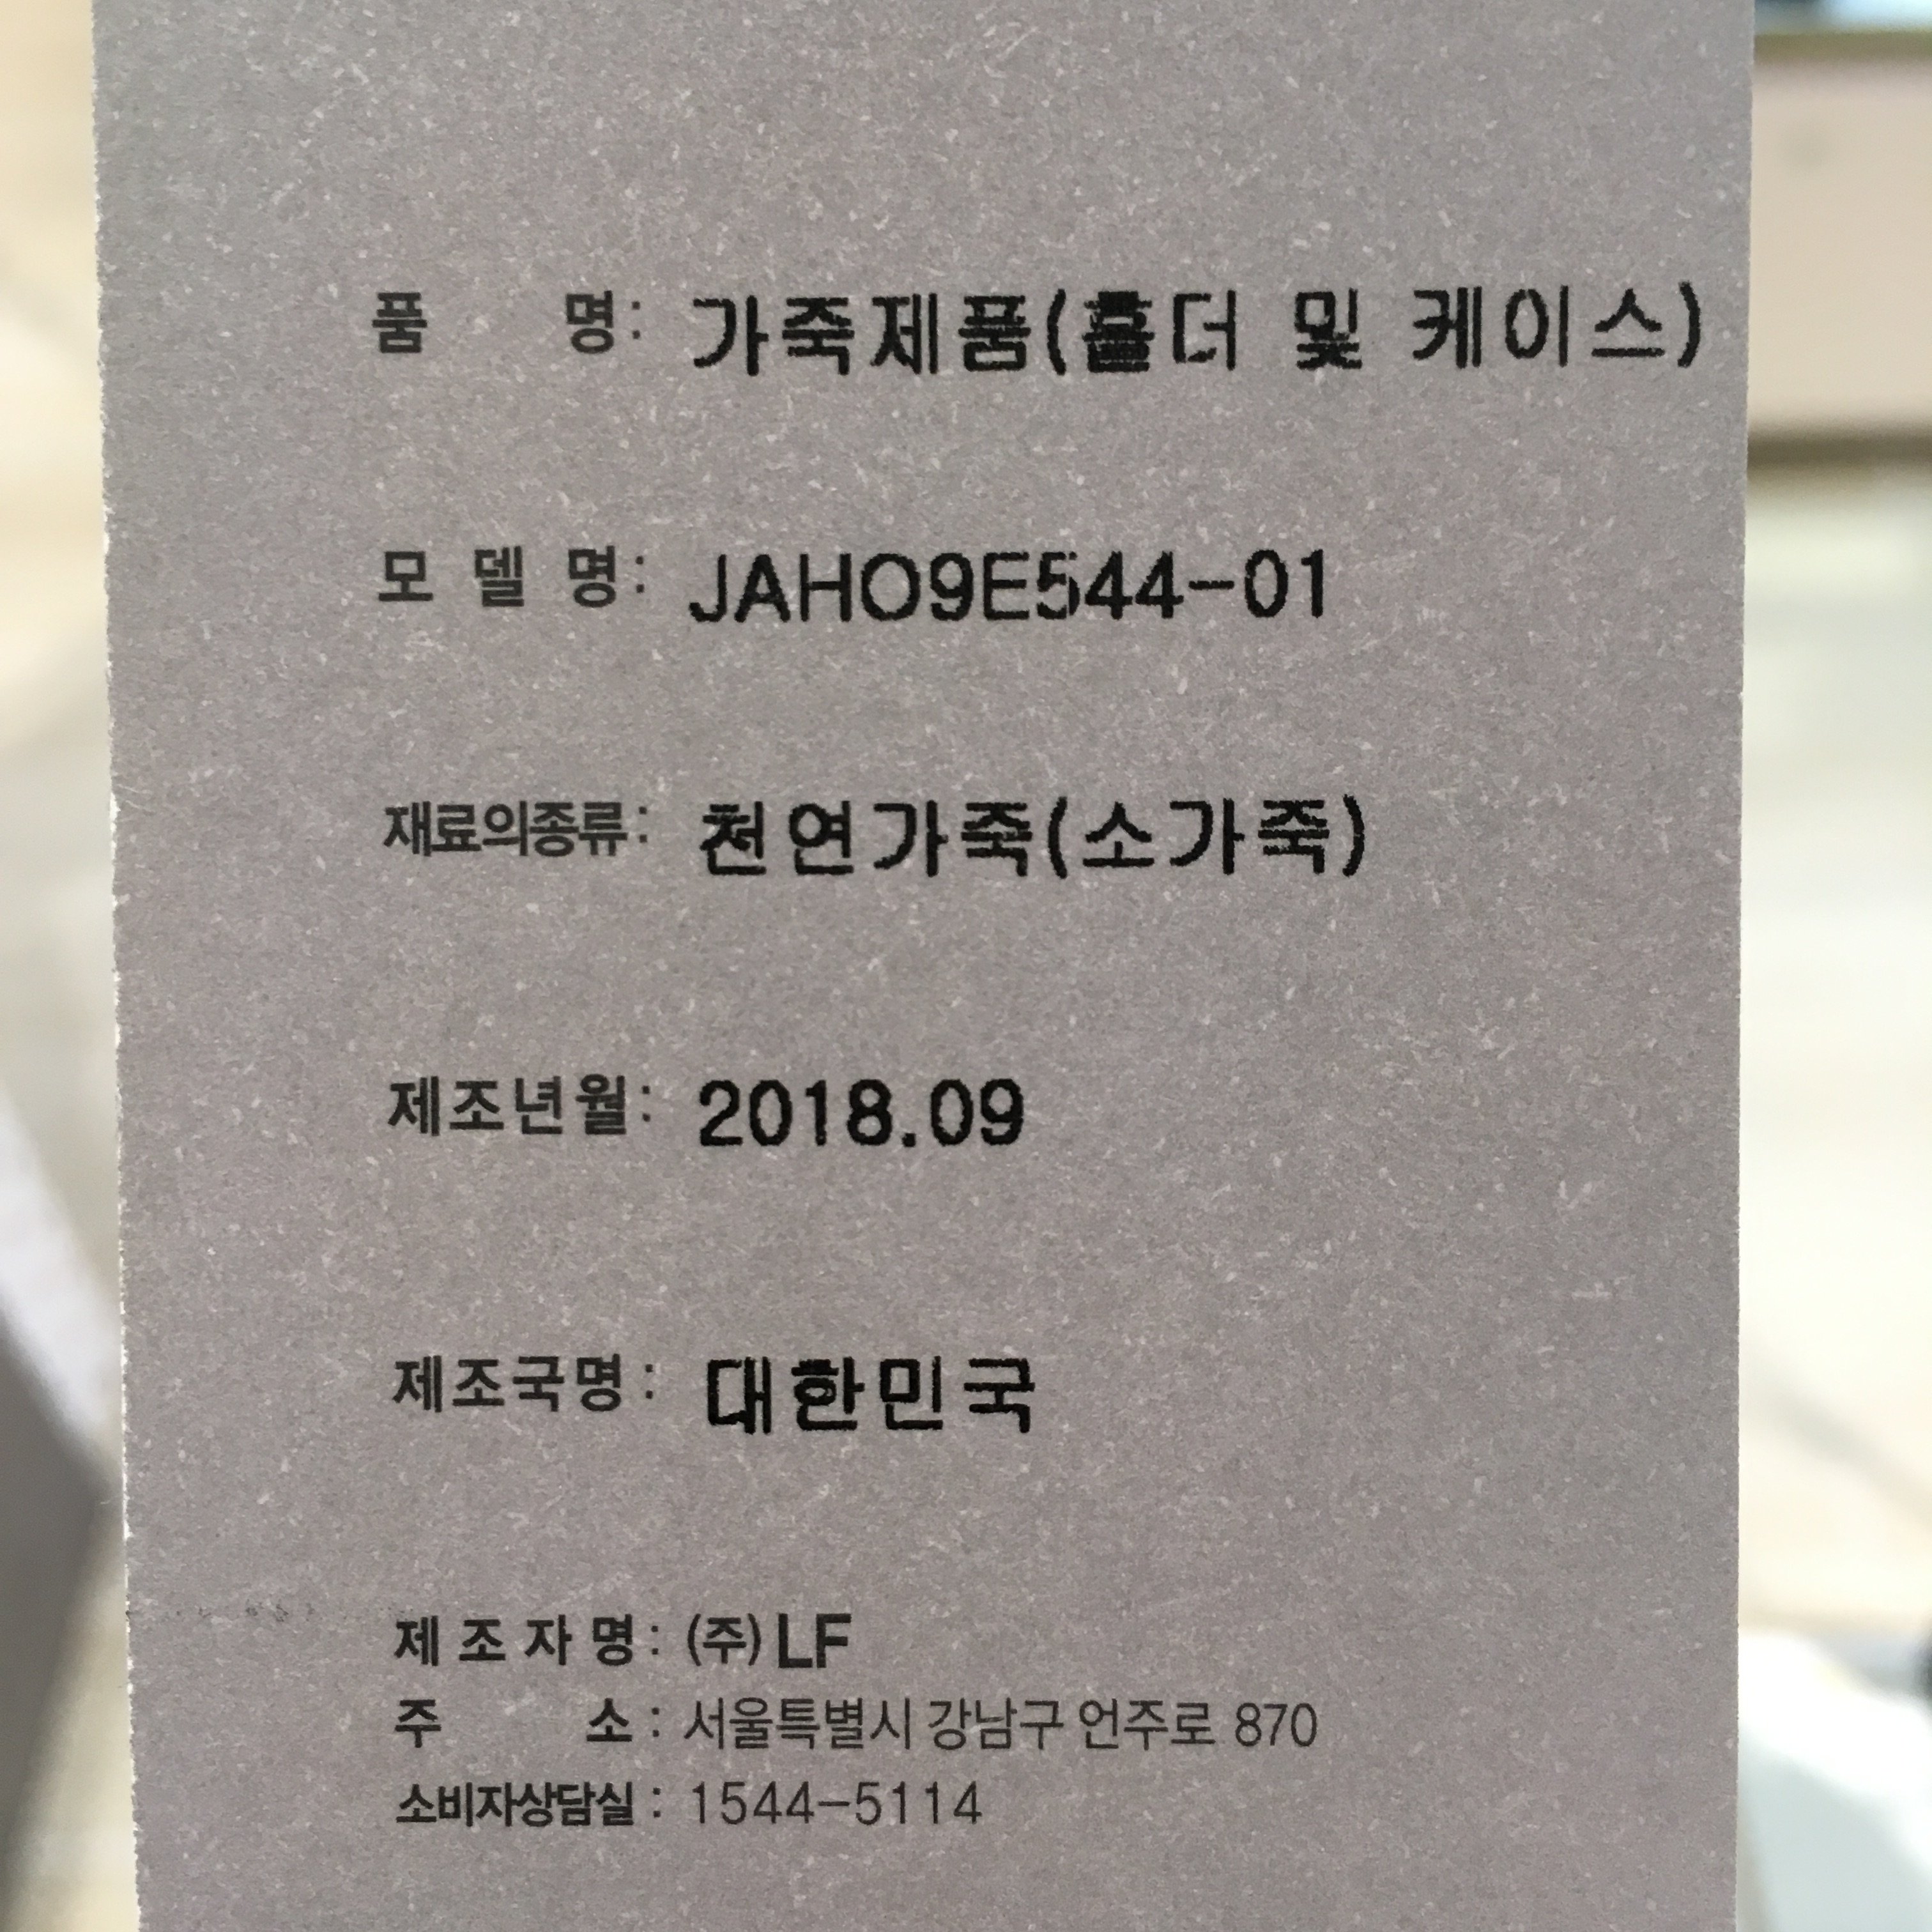 품 명: 가죽제품(홀더 및 케이스)
모 델 명: JAHO9E544-01
재료의종류: 천연가죽(소가죽)
제조년월: 2018.09
제조국명: 대한민국
제 조 자 명: (주) LF
주 소: 서울특별시 강남구 언주로 870
소비자상담실: 1544-5114